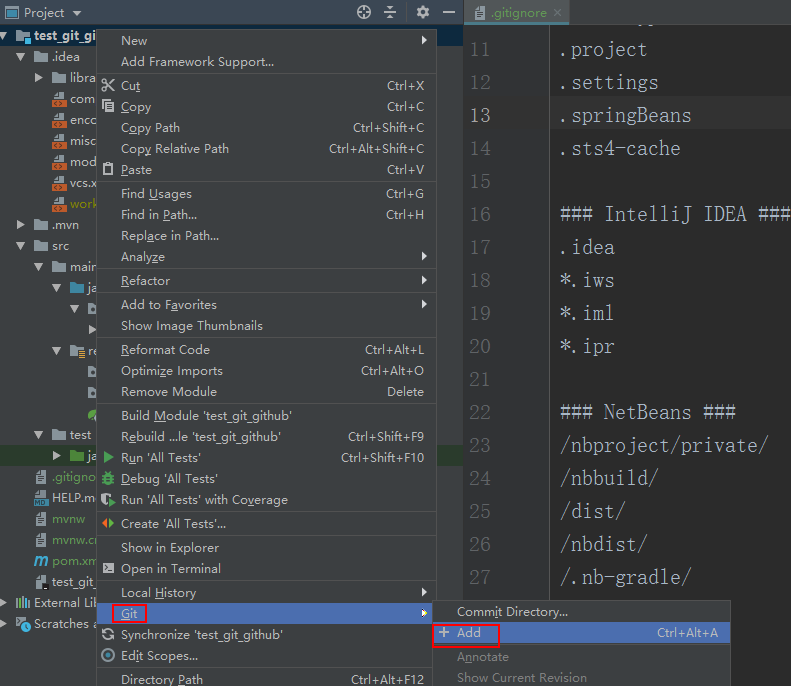 Project
.gitignore
test_git_gi
.idea
libra
com
enco
misc
mod
vcs.x
work
.mvn
src
main
ja
re
test
ja
.gitigno
HELP.m
mvnw
mvnw.c
pom.xm
test_git_
External Lib
Scratches a
New
Add Framework Support...
Cut Ctrl+X
Copy Ctrl+C
Copy Path Ctrl+Shift+C
Copy Relative Path Ctrl+Alt+Shift+C
Paste Ctrl+V
Find Usages Ctrl+G
Find in Path... Ctrl+H
Replace in Path...
Analyze
Refactor
Add to Favorites
Show Image Thumbnails
Reformat Code Ctrl+Alt+L
Optimize Imports Ctrl+Alt+O
Remove Module Delete
Build Module 'test_git_github'
Rebuild ...le 'test_git_github' Ctrl+Shift+F9
Run 'All Tests' Ctrl+Shift+F10
Debug 'All Tests'
Run 'All Tests' with Coverage
Create 'All Tests'...
Show in Explorer
Open in Terminal
Local History
Git
Synchronize 'test_git_github'
Edit Scopes...
Directory Path Ctrl+Alt+F12
Commit Directory...
Add Ctrl+Alt+A
Annotate
Show Current Revision
11 .project
12 .settings
13 .springBeans
14 .sts4-cache
15
16 ### IntelliJ IDEA ###
17 .idea
18 *.iws
19 *.iml
20 *.ipr
21
22 ### NetBeans ###
23 /nbproject/private/
24 /nbbuild/
25 /dist/
26 /nbdist/
27 /.nb-gradle/